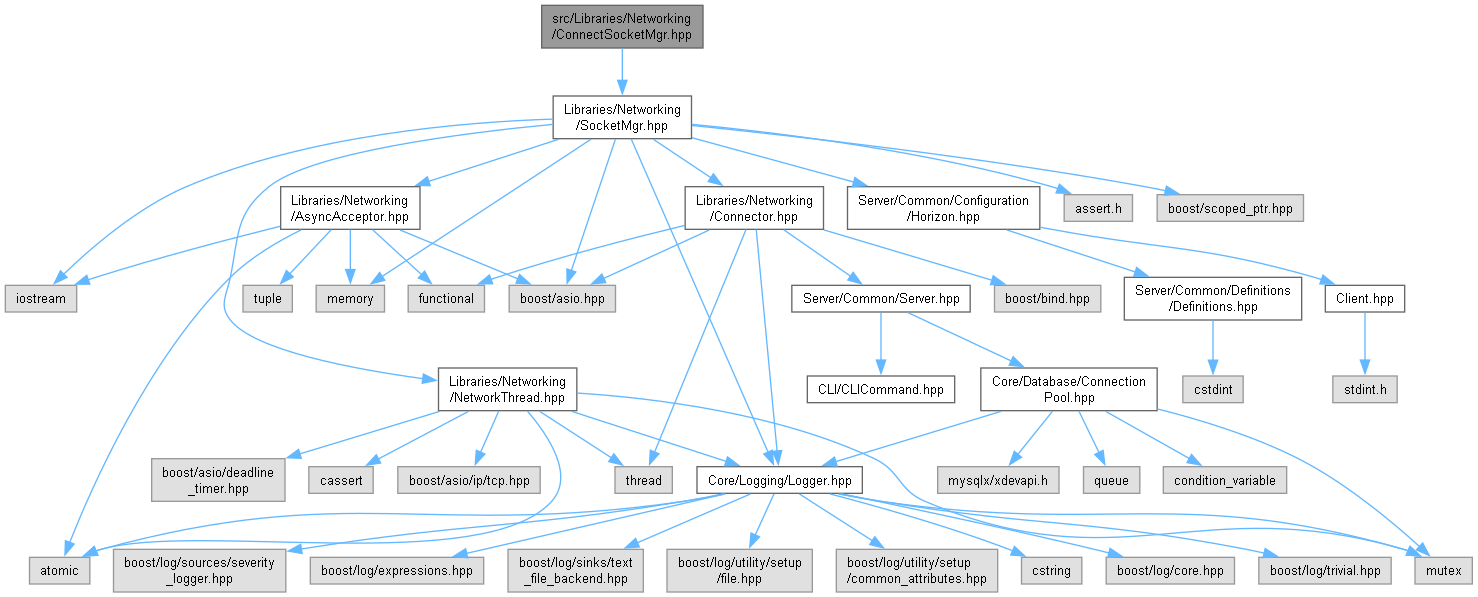 src/Libraries/Networking
/ConnectSocketMgr.hpp
Libraries/Networking
/SocketMgr.hpp
Libraries/Networking
/AsyncAcceptor.hpp
Libraries/Networking
/Connector.hpp
Server/Common/Configuration
/Horizon.hpp
assert.h
boost/scoped_ptr.hpp
iostream
tuple
memory
functional
boost/asio.hpp
Server/Common/Server.hpp
boost/bind.hpp
Server/Common/Definitions
/Definitions.hpp
Client.hpp
Libraries/Networking
/NetworkThread.hpp
CLI/CLICommand.hpp
Core/Database/Connection
Pool.hpp
cstdint
stdint.h
boost/asio/deadline
_timer.hpp
cassert
boost/asio/ip/tcp.hpp
thread
Core/Logging/Logger.hpp
mysqlx/xdevapi.h
queue
condition_variable
atomic
boost/log/sources/severity
_logger.hpp
boost/log/expressions.hpp
boost/log/sinks/text
_file_backend.hpp
boost/log/utility/setup
/file.hpp
boost/log/utility/setup
/common_attributes.hpp
cstring
boost/log/core.hpp
boost/log/trivial.hpp
mutex